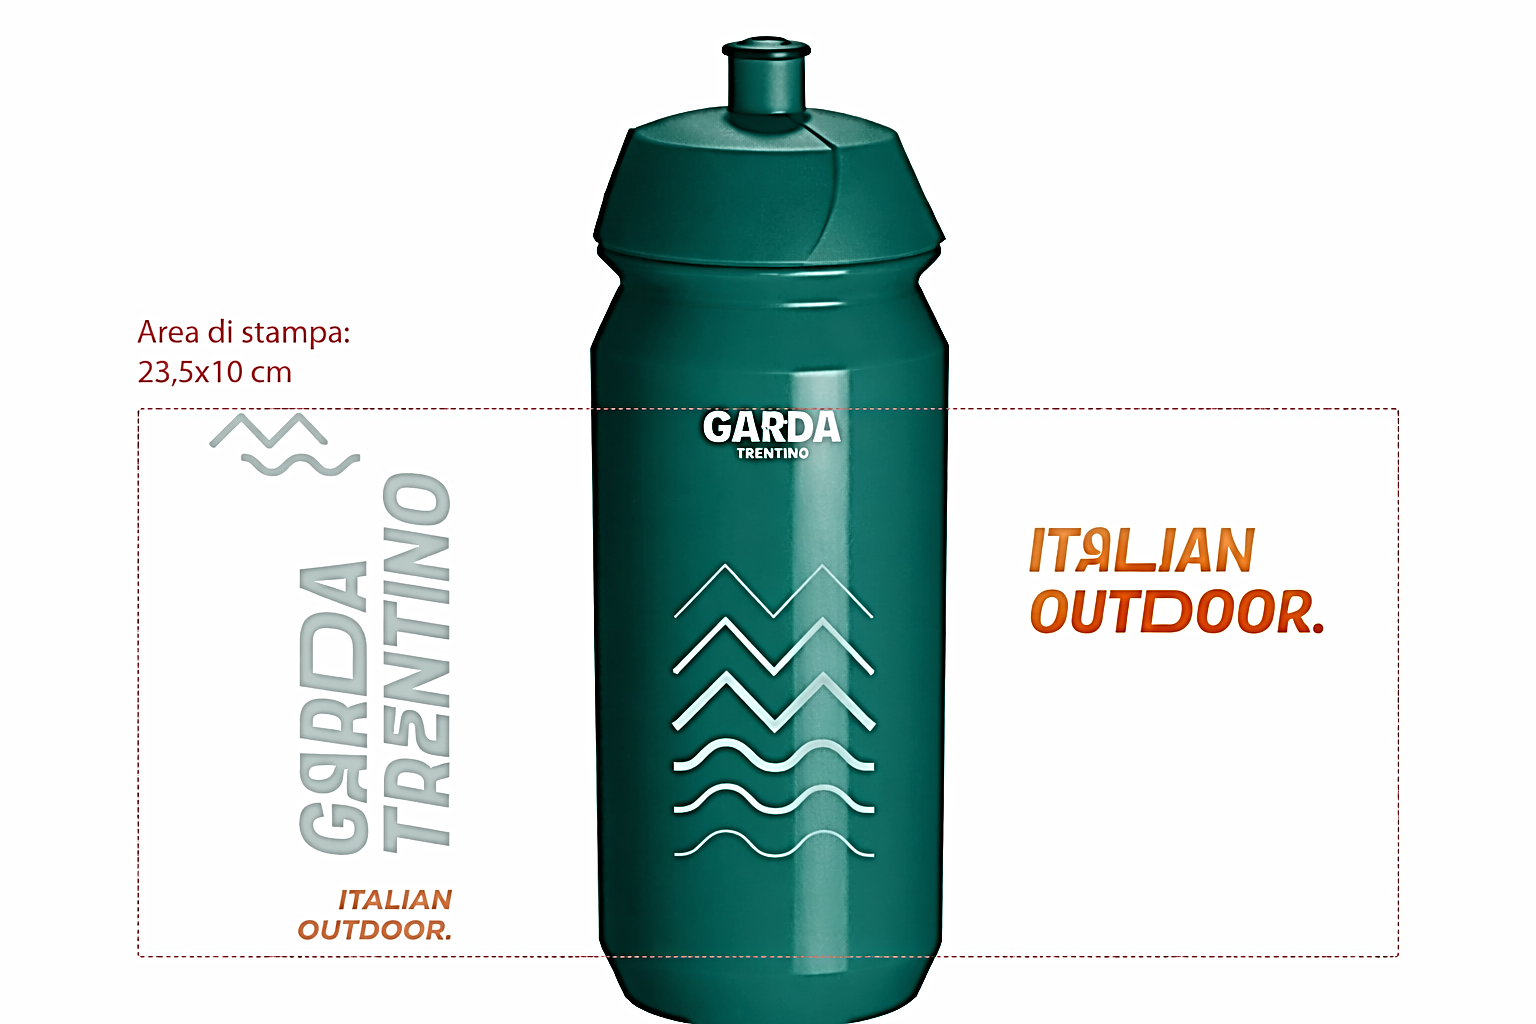 Area di stampa:
23,5x10 cm
GARDA
TRENTINO
ITALIAN
OUTDOOR.
GARDA
TRENTINO
ITALIAN
OUTDOOR.